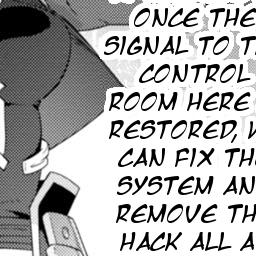 ONCE THE
SIGNAL TO
CONTROL
ROOM HERE
RESTORED,
CAN FIX
SYSTEM
REMOVE
HACK ALL